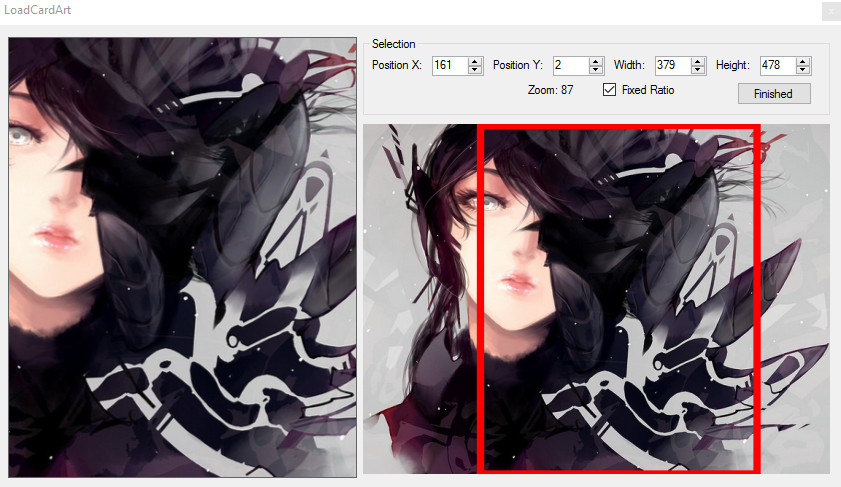 LoadCardArt
Selection
Position X: 161 Position Y: 2 Width: 379 Height: 478
Zoom: 87 Fixed Ratio Finished